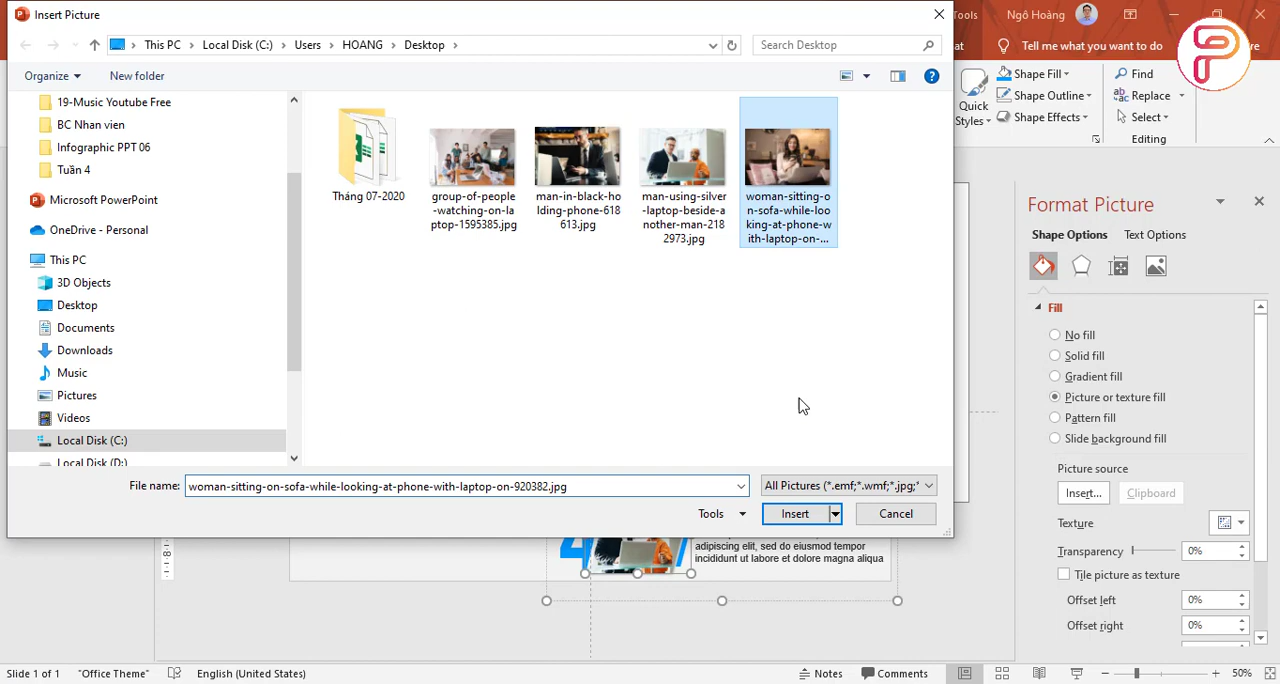 Insert Picture
Tools
Ngô Hoàng
This PC
Local Disk (C:)
Users
HOANG
Desktop
Search Desktop
at
Tell me what you want to do
re
Organize
New folder
Quick
Styles
Shape Fill
Shape Outline
Shape Effects
Find
Replace
Select
Editing
19-Music Youtube Free
BC Nhan vien
Infographic PPT 06
Tuần 4
Microsoft PowerPoint
OneDrive - Personal
This PC
3D Objects
Desktop
Documents
Downloads
Music
Pictures
Videos
Local Disk (C:)
Local Disk (D:)
Tháng 07-2020
group-of-people
-watching-on-la
ptop-1595385.jpg
man-in-black-ho
lding-phone-618
613.jpg
man-using-silver
-laptop-beside-a
nother-man-218
2973.jpg
woman-sitting-o
n-sofa-while-loo
king-at-phone-w
ith-laptop-on-...
File name:
woman-sitting-on-sofa-while-looking-at-phone-with-laptop-on-920382.jpg
All Pictures (*.emf;*.wmf;*.jpg;*
Tools
Insert
Cancel
Format Picture
Shape Options
Text Options
Fill
No fill
Solid fill
Gradient fill
Picture or texture fill
Pattern fill
Slide background fill
Picture source
Insert...
Clipboard
Texture
Transparency
0%
Tile picture as texture
Offset left
0%
Offset right
0%
adipiscing elit, sed do eiusmod tempor
incididunt ut labore et dolore magna aliqua
Slide 1 of 1
"Office Theme"
English (United States)
Notes
Comments
50%